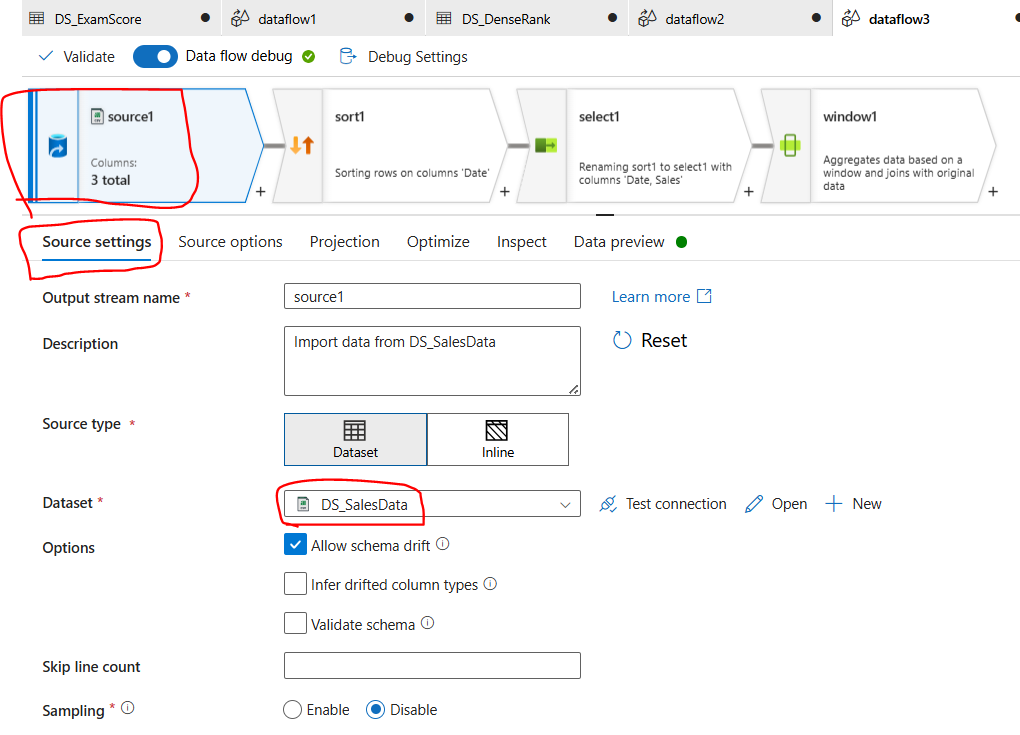 DS_ExamScore dataflow1 DS_DenseRank dataflow2 dataflow3
Validate Data flow debug Debug Settings
source1 sort1 select1 window1
Columns:
3 total
Sorting rows on columns 'Date'
Renaming sort1 to select1 with
columns 'Date, Sales'
Aggregates data based on a
window and joins with original
data
Source settings Source options Projection Optimize Inspect Data preview
Output stream name * source1 Learn more
Description Import data from DS_SalesData Reset
Source type * Dataset Inline
Dataset * DS_SalesData Test connection Open New
Options Allow schema drift
Infer drifted column types
Validate schema
Skip line count
Sampling * Enable Disable